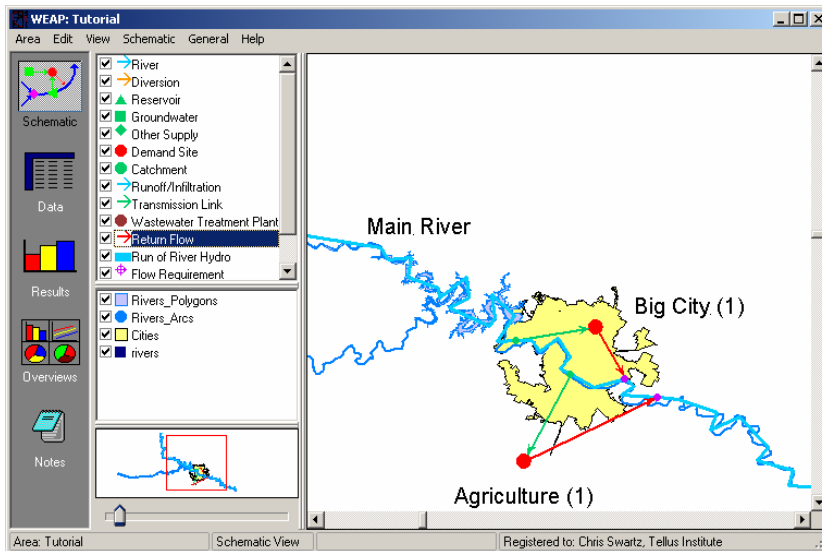 WEAP: Tutorial
Area Edit View Schematic General Help
Schematic
Data
Results
Overviews
Notes
River
Diversion
Reservoir
Groundwater
Other Supply
Demand Site
Catchment
Runoff/Infiltration
Transmission Link
Wastewater Treatment Plant
Return Flow
Run of River Hydro
Flow Requirement
Rivers_Polygons
Rivers_Arcs
Cities
rivers
Main River
Big City (1)
Agriculture (1)
Area: Tutorial
Schematic View
Registered to: Chris Swartz, Tellus Institute